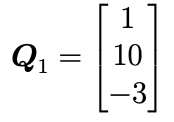 Q₁ = [1
10
−3]